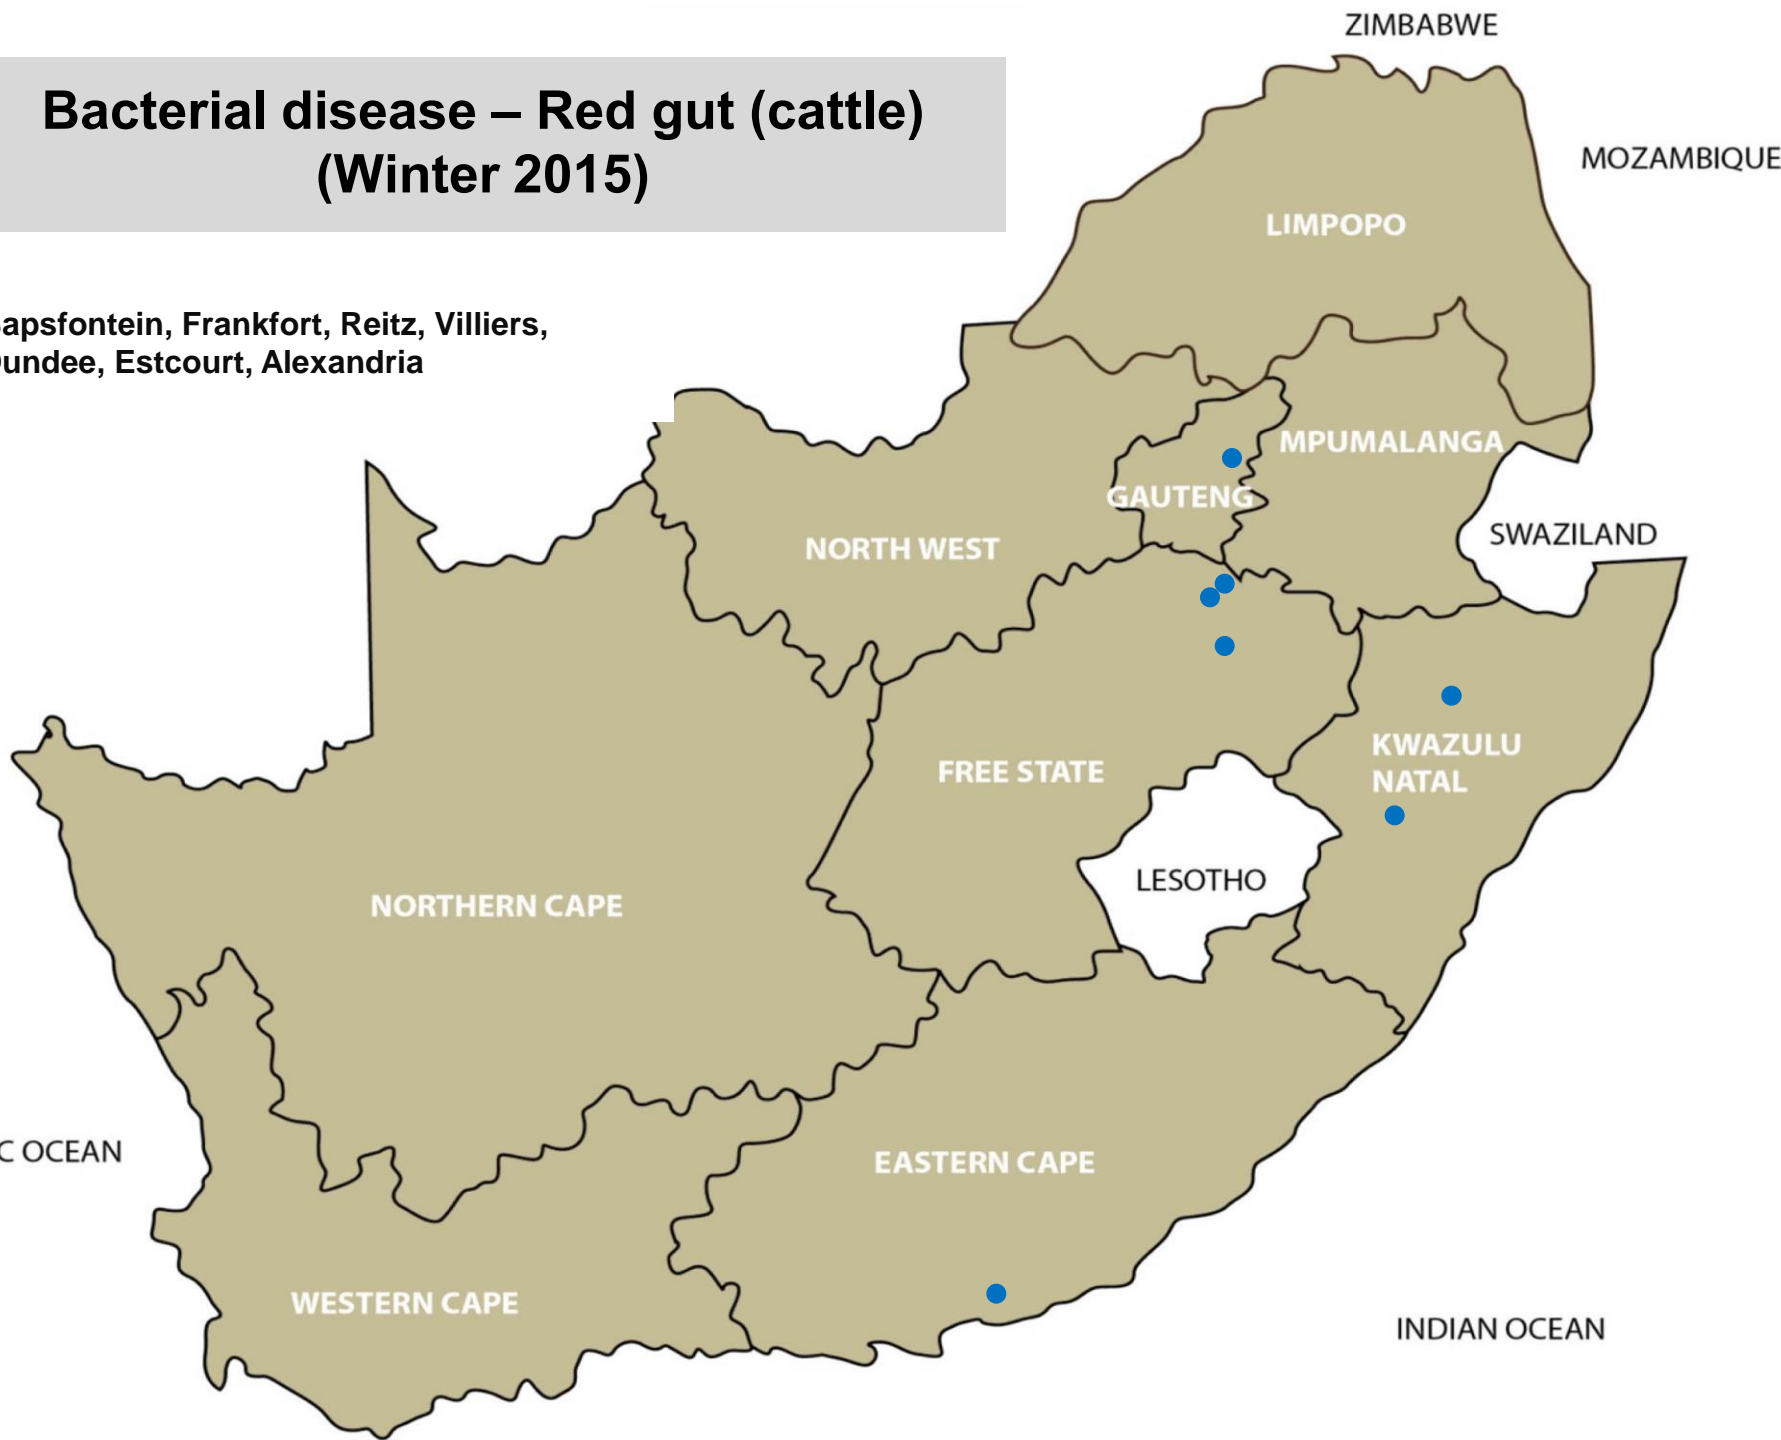 ZIMBABWE
Bacterial disease – Red gut (cattle)
(Winter 2015)
MOZAMBIQUE
LIMPOPO
apsfontein, Frankfort, Reitz, Villiers,
undee, Estcourt, Alexandria
MPUMALANGA
GAUTENG
SWAZILAND
NORTH WEST
KWAZULU
NATAL
FREE STATE
LESOTHO
NORTHERN CAPE
C OCEAN
EASTERN CAPE
WESTERN CAPE
INDIAN OCEAN